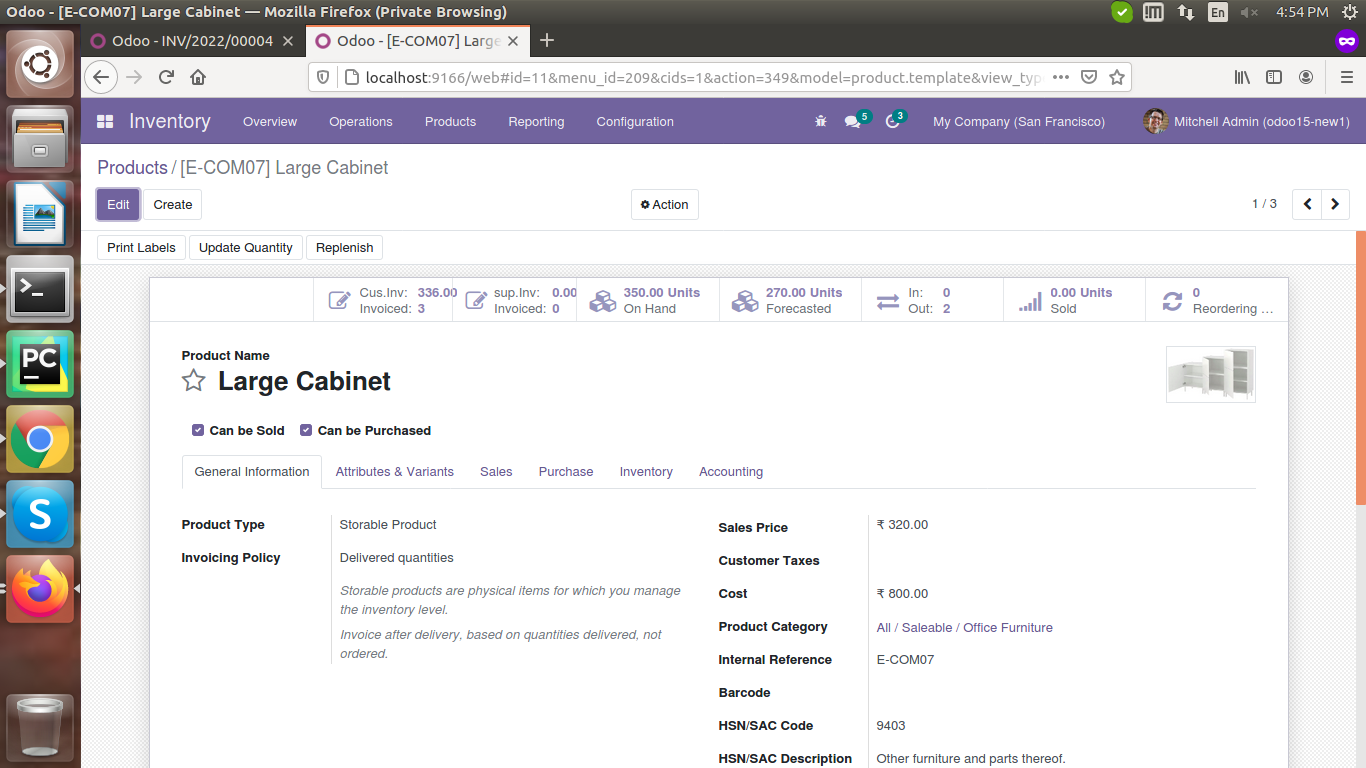 Odoo - [E-COM07] Large Cabinet — Mozilla Firefox (Private Browsing)
En
4:54 PM
Odoo - INV/2022/00004
Odoo - [E-COM07] Large
localhost:9166/web#id=11&menu_id=209&cids=1&action=349&model=product.template&view_typ
Inventory
Overview
Operations
Products
Reporting
Configuration
5
3
My Company (San Francisco)
Mitchell Admin (odoo15-new1)
Products / [E-COM07] Large Cabinet
Edit
Create
Action
1 / 3
Print Labels
Update Quantity
Replenish
Cus.Inv: 336.00
Invoiced: 3
sup.Inv: 0.00
Invoiced: 0
350.00 Units
On Hand
270.00 Units
Forecasted
In: 0
Out: 2
0.00 Units
Sold
0
Reordering ...
Product Name
Large Cabinet
Can be Sold
Can be Purchased
General Information
Attributes & Variants
Sales
Purchase
Inventory
Accounting
Product Type
Storable Product
Invoicing Policy
Delivered quantities
Storable products are physical items for which you manage
the inventory level.
Invoice after delivery, based on quantities delivered, not
ordered.
Sales Price
₹ 320.00
Customer Taxes
Cost
₹ 800.00
Product Category
All / Saleable / Office Furniture
Internal Reference
E-COM07
Barcode
HSN/SAC Code
9403
HSN/SAC Description
Other furniture and parts thereof.
PC
S